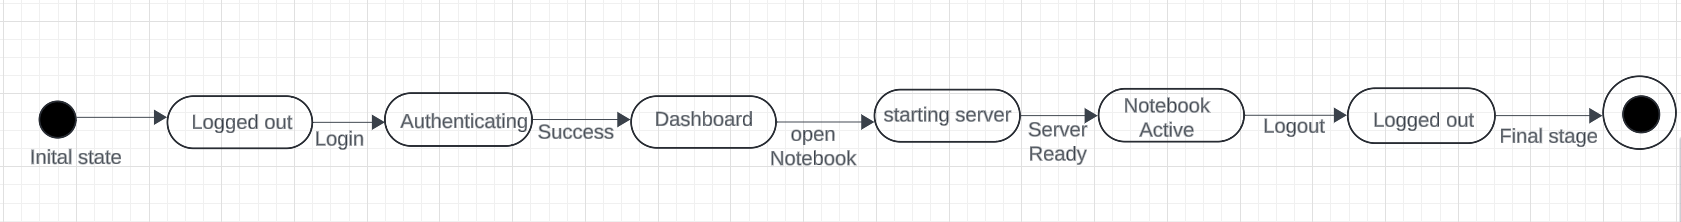 Inital state
Logged out
Login
Authenticating
Success
Dashboard
open
Notebook
starting server
Server
Ready
Notebook
Active
Logout
Logged out
Final stage